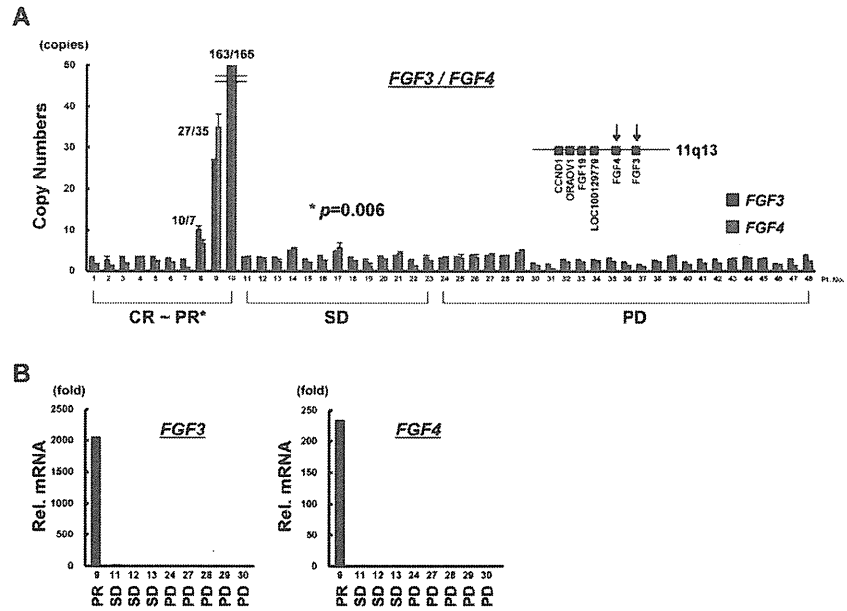 A
(copies)
163/165
50
FGF3 / FGF4
40
27/35
30
11q13
CCND1
ORAOV1
FGF19
LOC100129779
FGF4
FGF3
20
* p=0.006
FGF3
10/7
10
FGF4
0
Copy Numbers
1 2 3 4 5 6 7 8 9 10 11 12 13 14 15 16 17 18 19 20 21 22 23 24 25 26 27 28 29 30 31 32 33 34 35 36 37 38 39 40 41 42 43 44 45 46 47 48 Pt. No.
CR ~ PR* SD PD
B
(fold)
2500
FGF3
2000
1500
1000
500
0
Rel. mRNA
9 11 12 13 24 27 28 29 30
PR SD SD SD PD PD PD PD PD
(fold)
250
FGF4
200
150
100
50
0
Rel. mRNA
9 11 12 13 24 27 28 29 30
PR SD SD SD PD PD PD PD PD